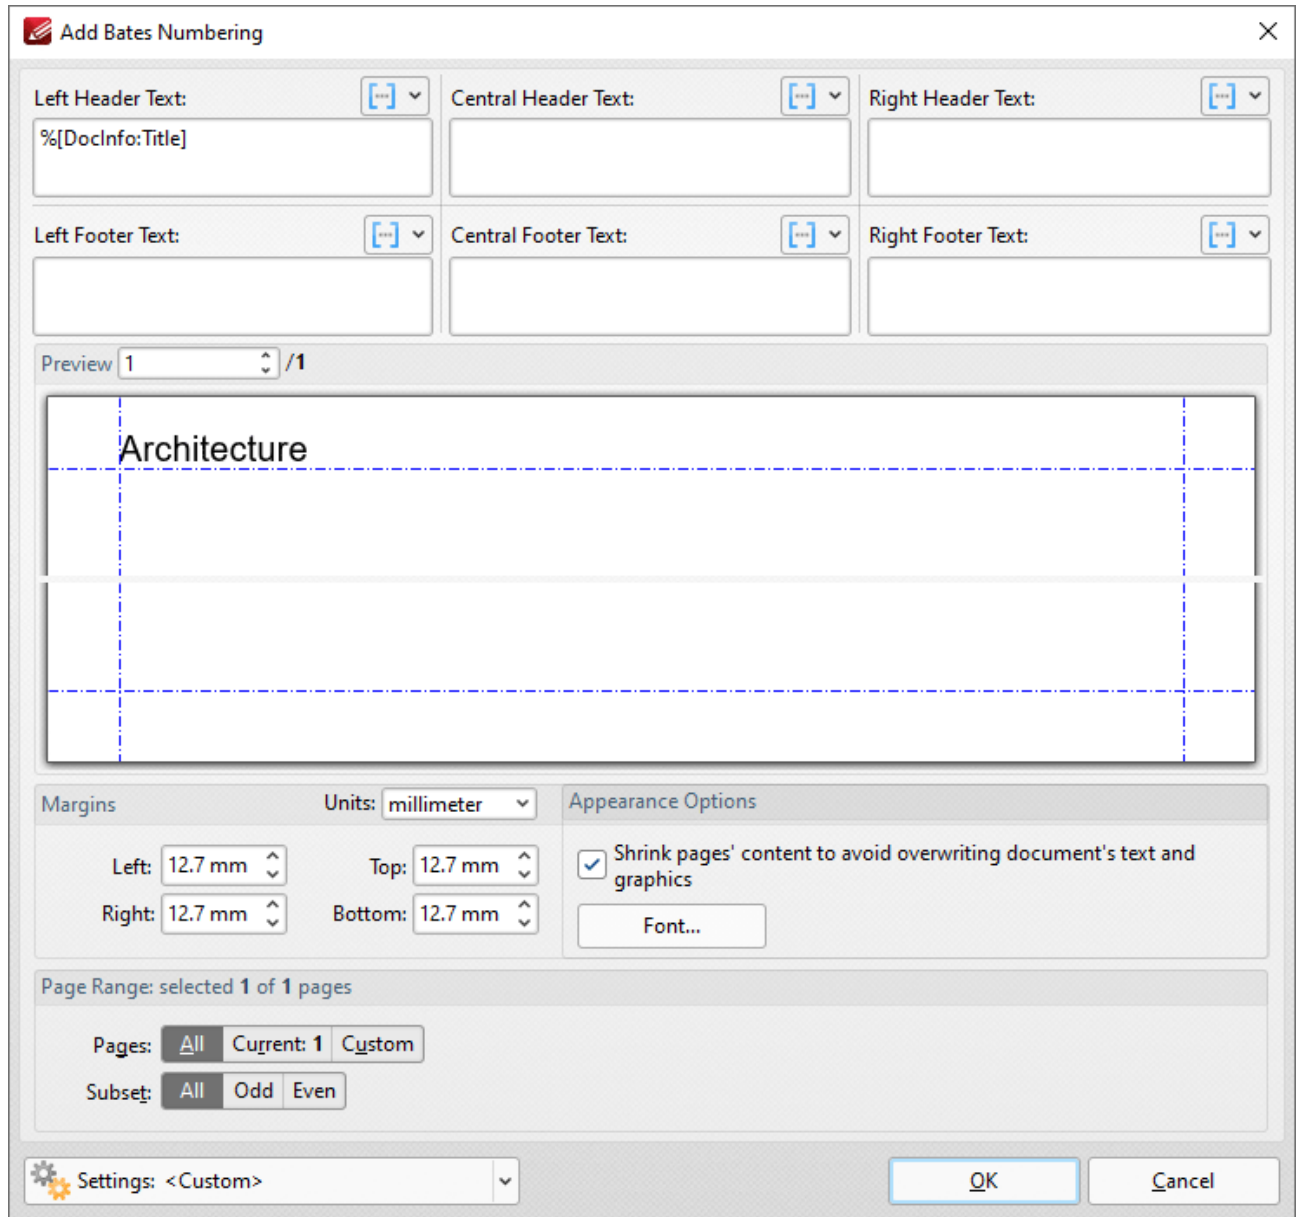 Add Bates Numbering
Left Header Text:
Central Header Text:
Right Header Text:
%[DocInfo:Title]
Left Footer Text:
Central Footer Text:
Right Footer Text:
Preview 1 /1
Architecture
Margins
Units: millimeter
Appearance Options
Left: 12.7 mm
Top: 12.7 mm
Right: 12.7 mm
Bottom: 12.7 mm
Shrink pages' content to avoid overwriting document's text and
graphics
Font...
Page Range: selected 1 of 1 pages
Pages: All Current: 1 Custom
Subset: All Odd Even
Settings: <Custom>
OK
Cancel